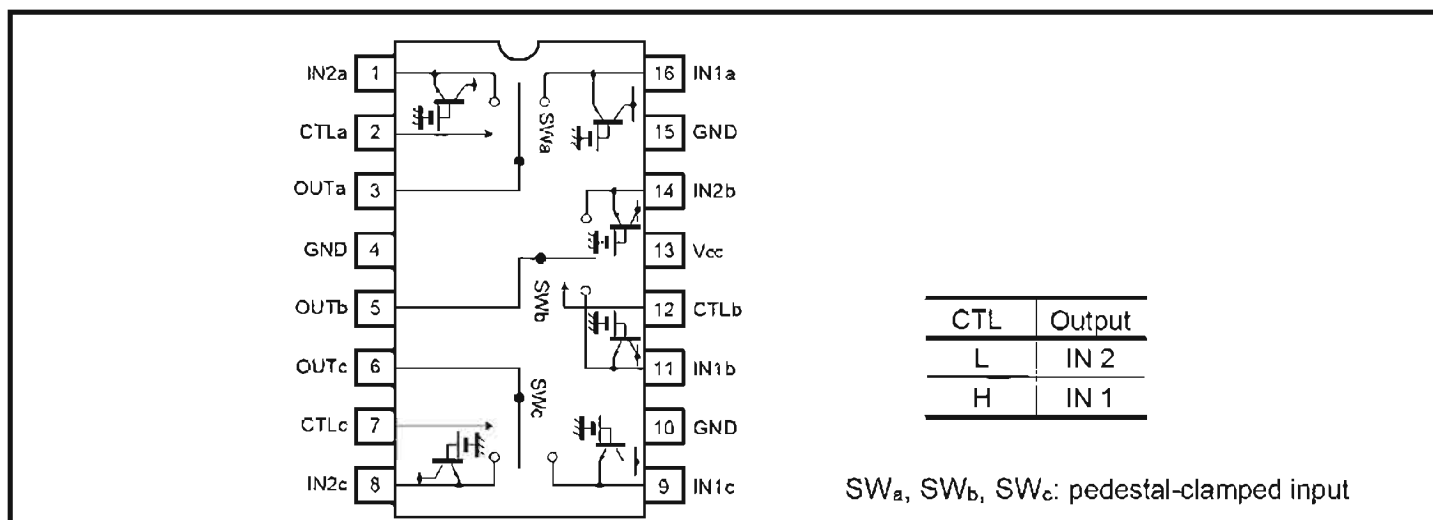 IN2a 1 16 IN1a
CTLa 2 SWa 15 GND
OUTa 3 14 IN2b
GND 4 13 Vcc
OUTb 5 SWb 12 CTLb
OUTc 6 11 IN1b
CTLc 7 SWc 10 GND
IN2c 8 9 IN1c
CTL Output
L IN 2
H IN 1
SWa, SWb, SWc: pedestal-clamped input